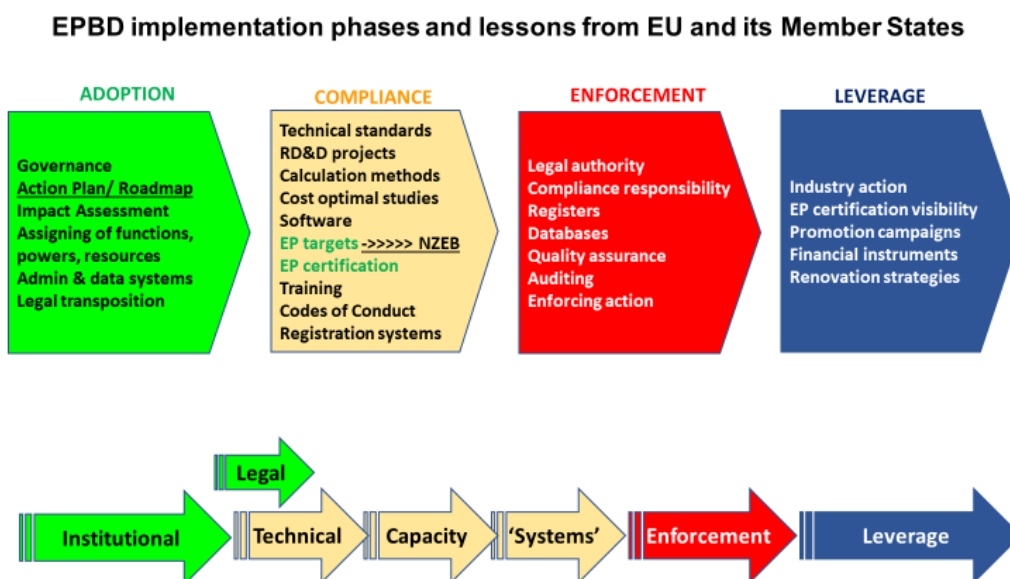 EPBD implementation phases and lessons from EU and its Member States
ADOPTION
Governance
Action Plan/ Roadmap
Impact Assessment
Assigning of functions,
powers, resources
Admin & data systems
Legal transposition
COMPLIANCE
Technical standards
RD&D projects
Calculation methods
Cost optimal studies
Software
EP targets ->>>>> NZEB
EP certification
Training
Codes of Conduct
Registration systems
ENFORCEMENT
Legal authority
Compliance responsibility
Registers
Databases
Quality assurance
Auditing
Enforcing action
LEVERAGE
Industry action
EP certification visibility
Promotion campaigns
Financial instruments
Renovation strategies
Legal
Institutional
Technical
Capacity
‘Systems’
Enforcement
Leverage